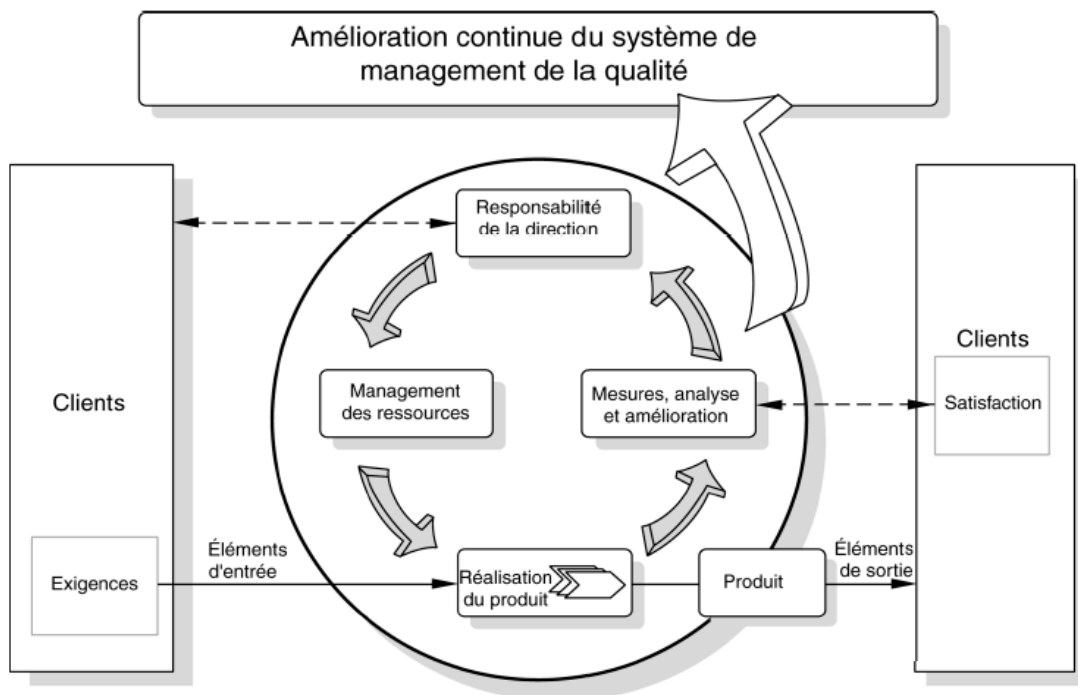 Amélioration continue du système de
management de la qualité
Responsabilité
de la direction
Clients
Management
des ressources
Mesures, analyse
et amélioration
Clients
Satisfaction
Exigences
Éléments
d'entrée
Réalisation
du produit
Produit
Éléments
de sortie